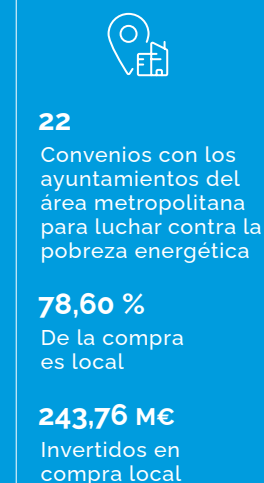 22
Convenios con los
ayuntamientos del
área metropolitana
para luchar contra la
pobreza energética
78,60 %
De la compra
es local
243,76 M€
Invertidos en
compra local